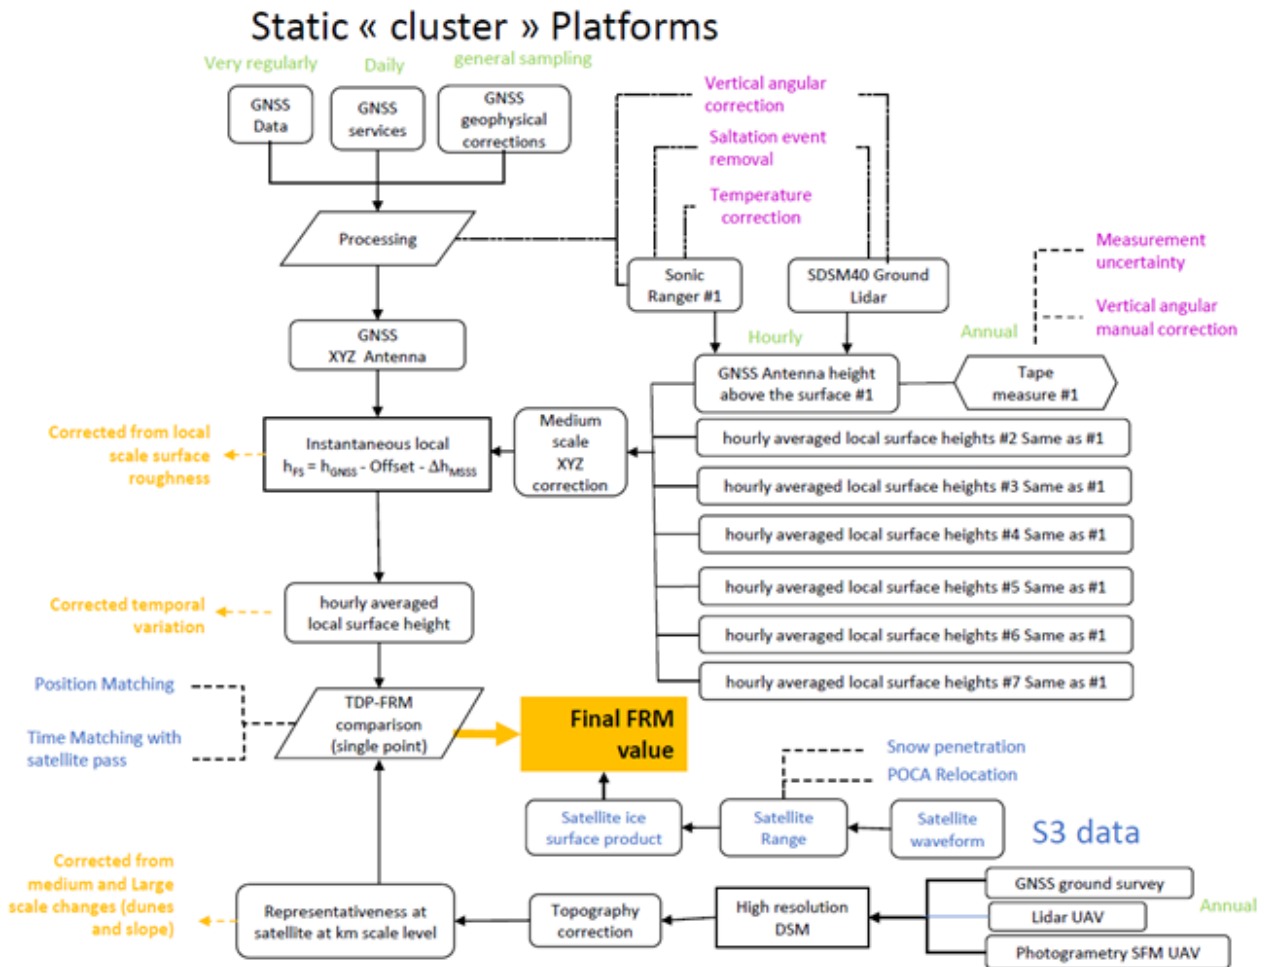 Static « cluster » Platforms
Very regularly
Daily
general sampling
GNSS
Data
GNSS
services
GNSS
geophysical
corrections
Vertical angular
correction
Saltation event
removal
Temperature
correction
Processing
Sonic
Ranger #1
SDSM40 Ground
Lidar
Measurement
uncertainty
Vertical angular
manual correction
GNSS
XYZ Antenna
Hourly
Annual
GNSS Antenna height
above the surface #1
Tape
measure #1
Corrected from local
scale surface
roughness
Instantaneous local
hFS = hGNSS - Offset - ΔhMSSS
Medium
scale
XYZ
correction
hourly averaged local surface heights #2 Same as #1
hourly averaged local surface heights #3 Same as #1
hourly averaged local surface heights #4 Same as #1
hourly averaged local surface heights #5 Same as #1
hourly averaged local surface heights #6 Same as #1
hourly averaged local surface heights #7 Same as #1
Corrected temporal
variation
hourly averaged
local surface height
Position Matching
Time Matching with
satellite pass
TDP-FRM
comparison
(single point)
Final FRM
value
Snow penetration
POCA Relocation
Satellite ice
surface product
Satellite
Range
Satellite
waveform
S3 data
Corrected from
medium and Large
scale changes (dunes
and slope)
Representativeness at
satellite at km scale level
Topography
correction
High resolution
DSM
GNSS ground survey
Lidar UAV
Photogrametry SFM UAV
Annual